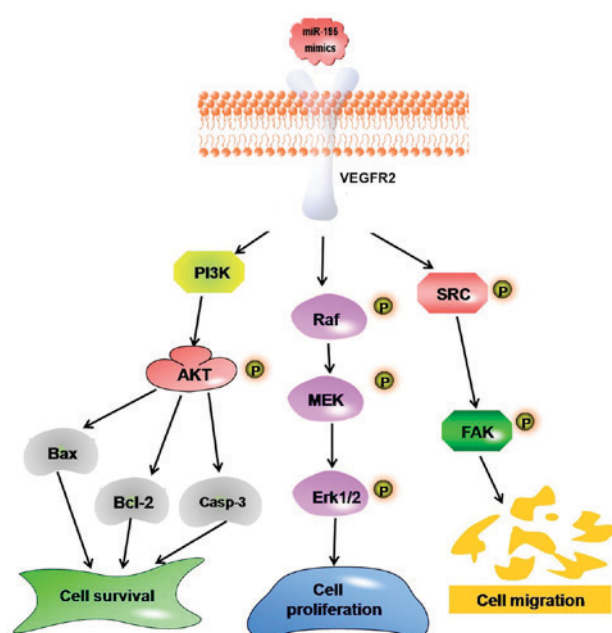 miR-195
mimics
VEGFR2
PI3K
SRC
P
Raf
P
AKT
P
MEK
P
FAK
P
Bax
Bcl-2
Casp-3
Erk1/2
P
Cell survival
Cell
proliferation
Cell migration